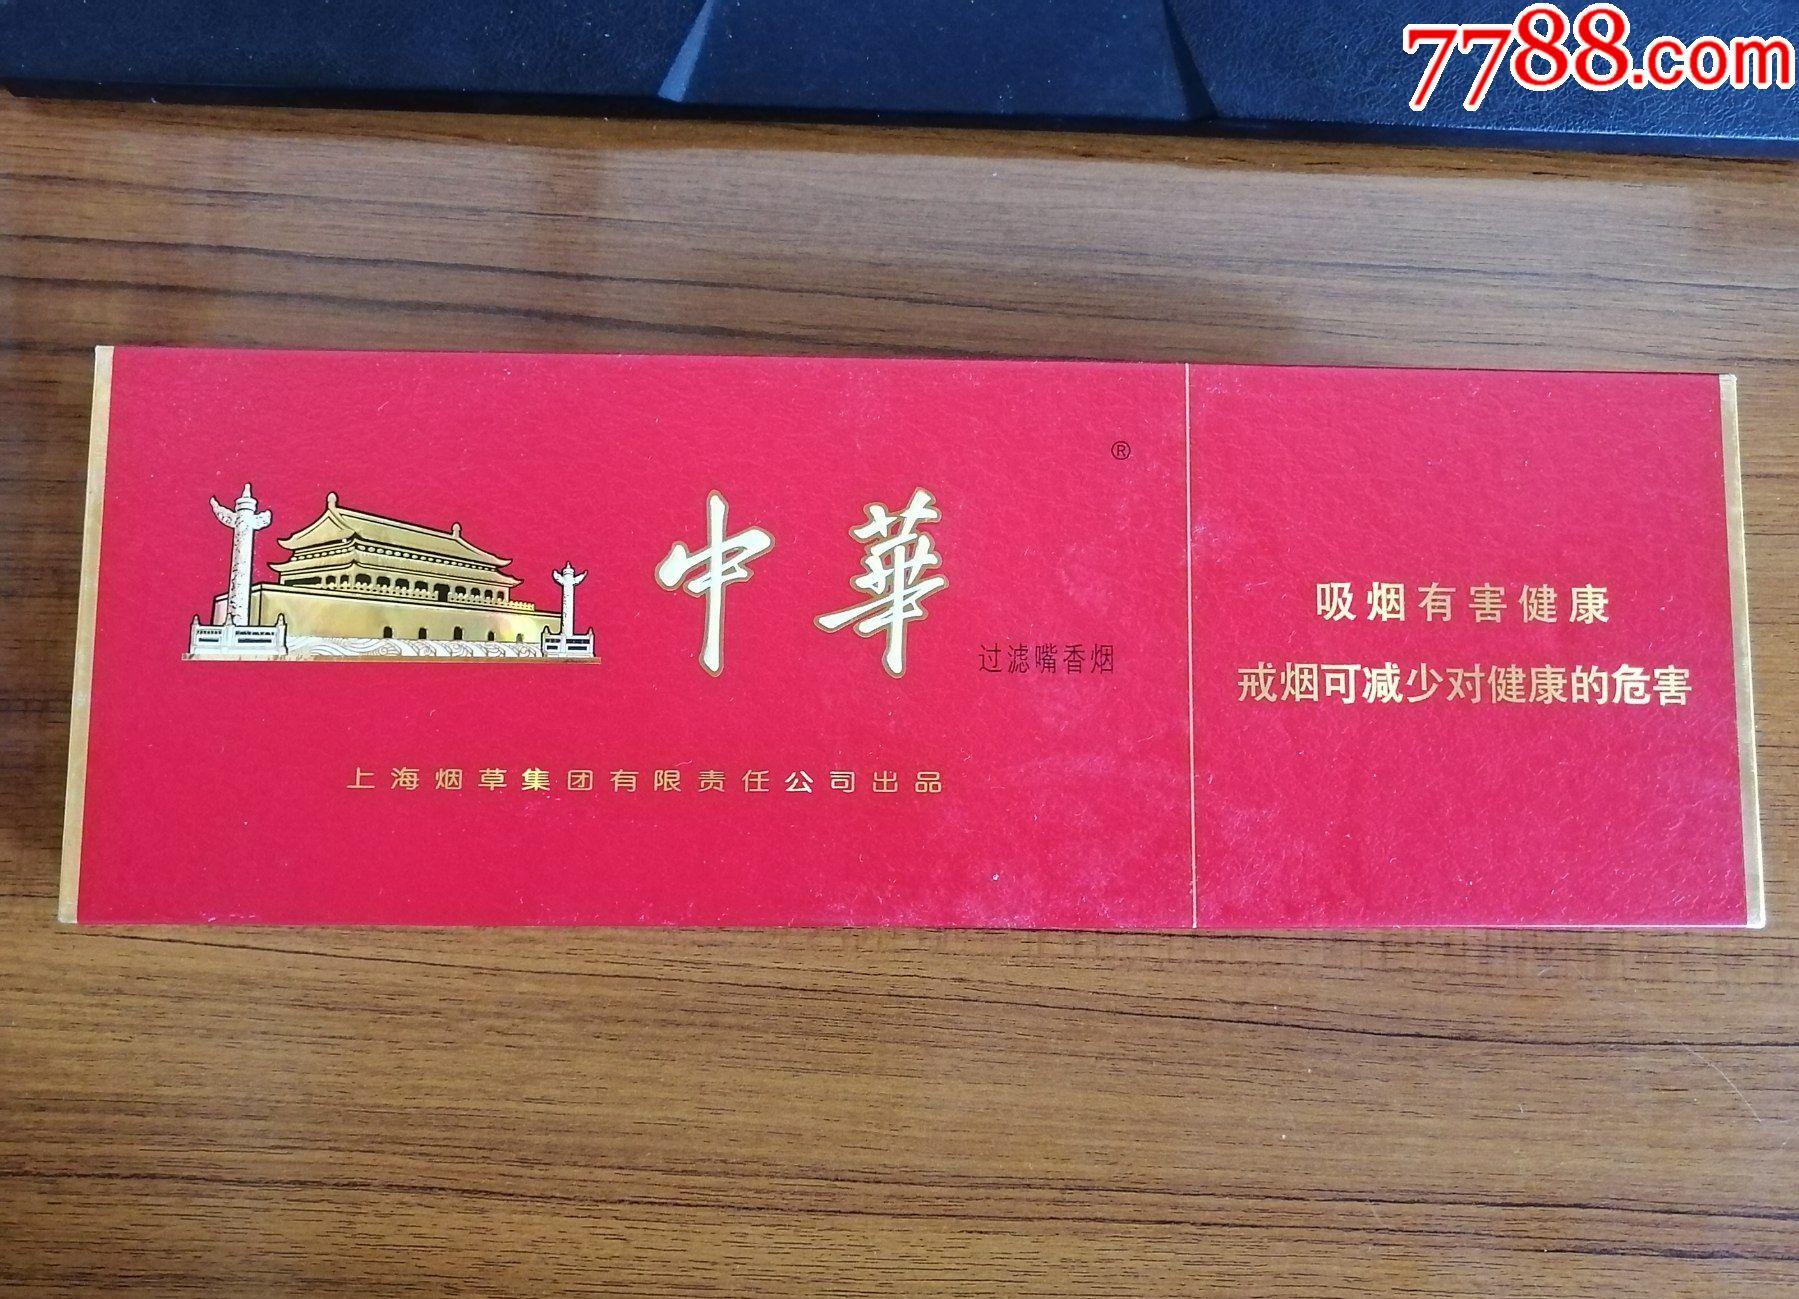 7788.com
®
中華
过滤嘴香烟
上海烟草集团有限责任公司出品
吸烟有害健康
戒烟可减少对健康的危害